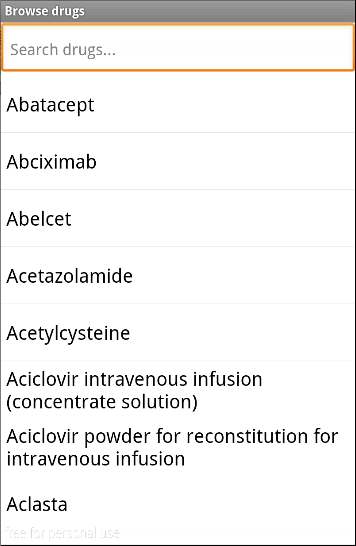 Browse drugs
Search drugs...
Abatacept
Abciximab
Abelcet
Acetazolamide
Acetylcysteine
Aciclovir intravenous infusion
(concentrate solution)
Aciclovir powder for reconstitution for
intravenous infusion
Aclasta
free for personal use